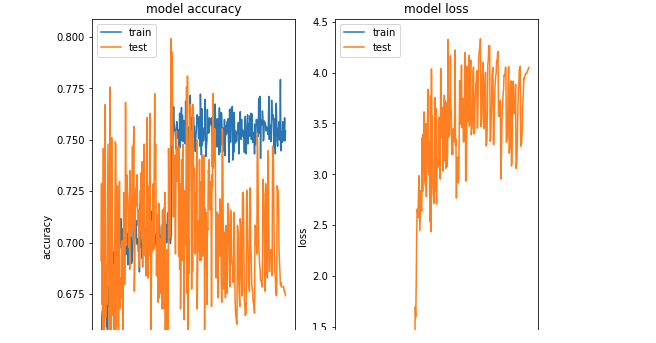 model accuracy
train
test
0.800
0.775
0.750
0.725
0.700
0.675
accuracy
model loss
train
test
4.5
4.0
3.5
3.0
2.5
2.0
1.5
loss